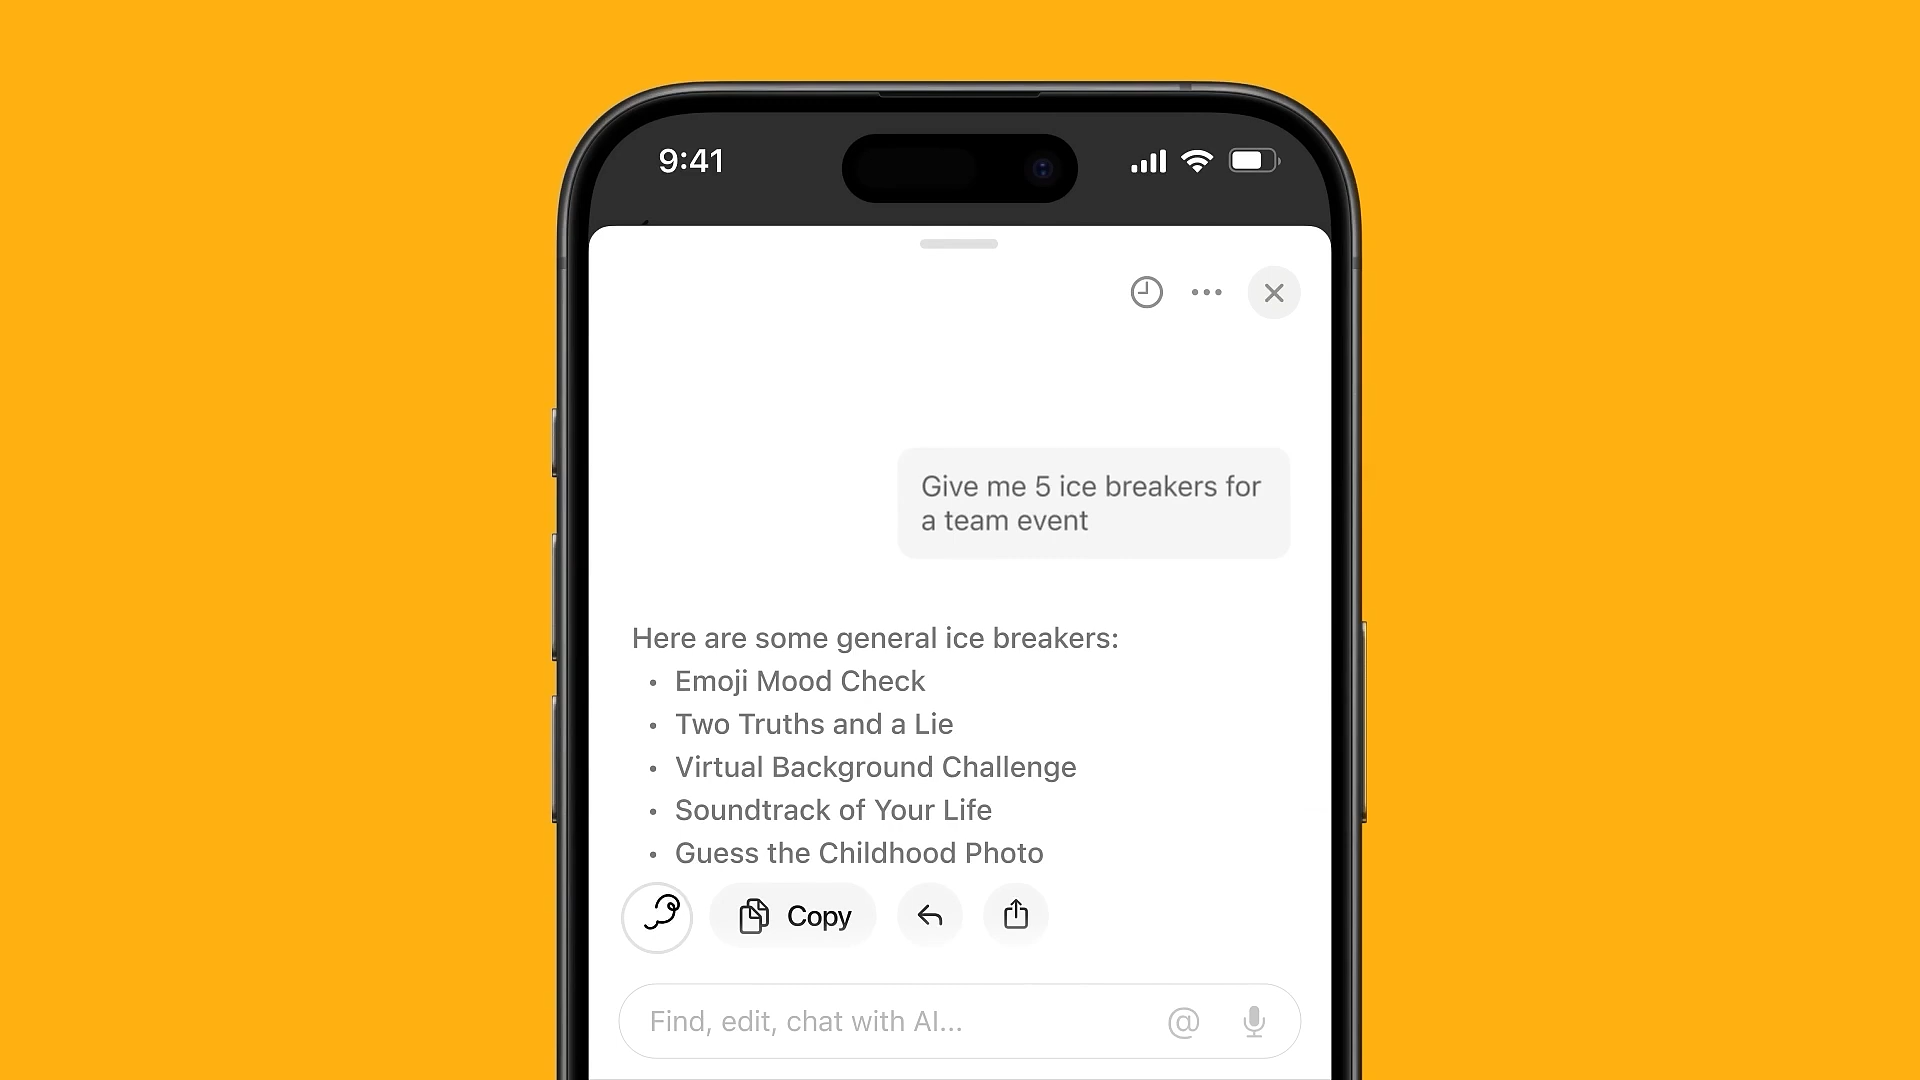 9:41
Give me 5 ice breakers for
a team event
Here are some general ice breakers:
• Emoji Mood Check
• Two Truths and a Lie
• Virtual Background Challenge
• Soundtrack of Your Life
• Guess the Childhood Photo
Copy
Find, edit, chat with AI...
@